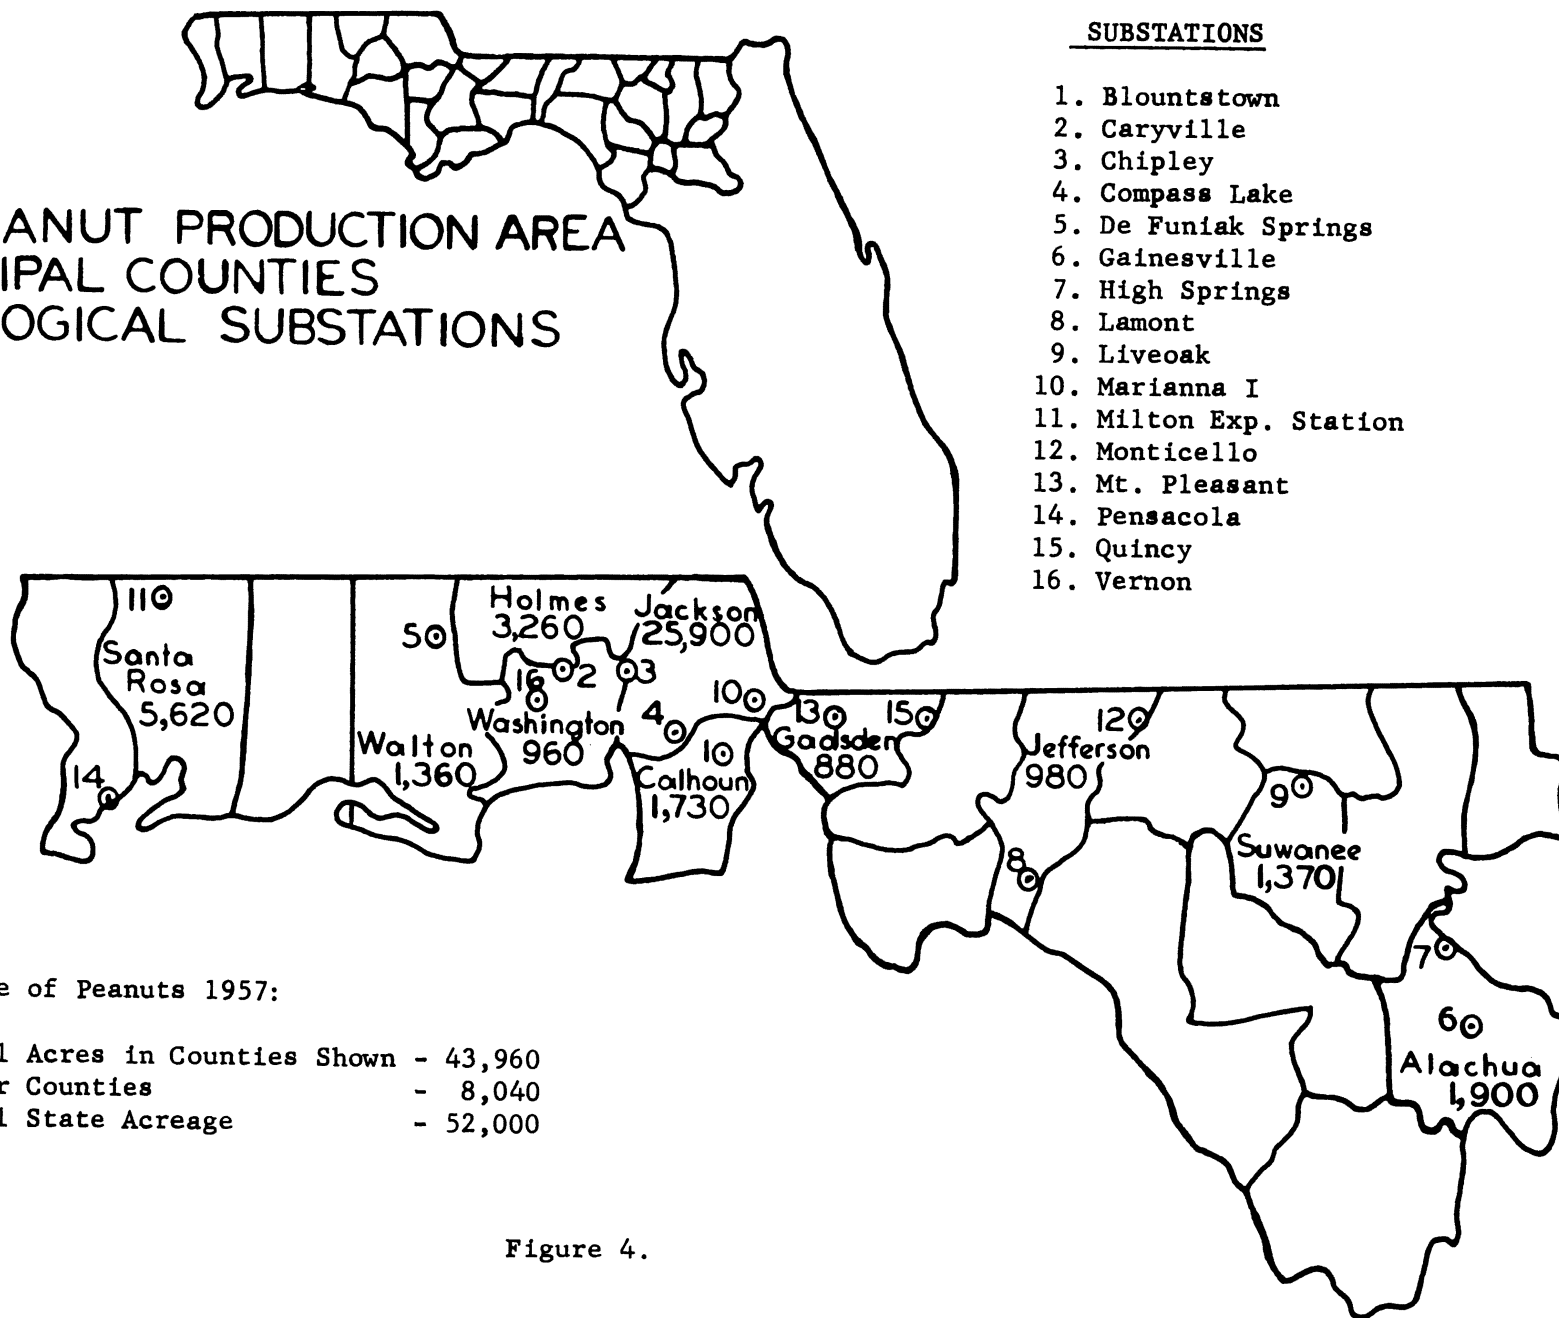 ANUT PRODUCTION AREA
IPAL COUNTIES
OGICAL SUBSTATIONS
SUBSTATIONS
1. Blountstown
2. Caryville
3. Chipley
4. Compass Lake
5. De Funiak Springs
6. Gainesville
7. High Springs
8. Lamont
9. Liveoak
10. Marianna I
11. Milton Exp. Station
12. Monticello
13. Mt. Pleasant
14. Pensacola
15. Quincy
16. Vernon
11
Santa
Rosa
5,620
14
5
Walton
1,360
Holmes
3,260
16
2
Washington
960
Jackson
25,900
3
4
10
10
Calhoun
1,730
13
15
Gadsden
880
12
Jefferson
980
8
9
Suwanee
1,370
7
6
Alachua
1,900
e of Peanuts 1957:
l Acres in Counties Shown - 43,960
r Counties - 8,040
l State Acreage - 52,000
Figure 4.